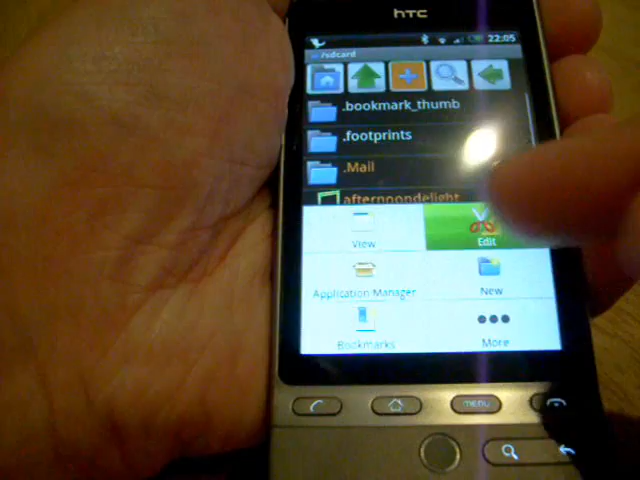 hTC
22:05
/sdcard
.bookmark_thumb
.footprints
.Mail
afternoondelight
View
Edit
Application Manager
New
Bookmarks
More
MENU